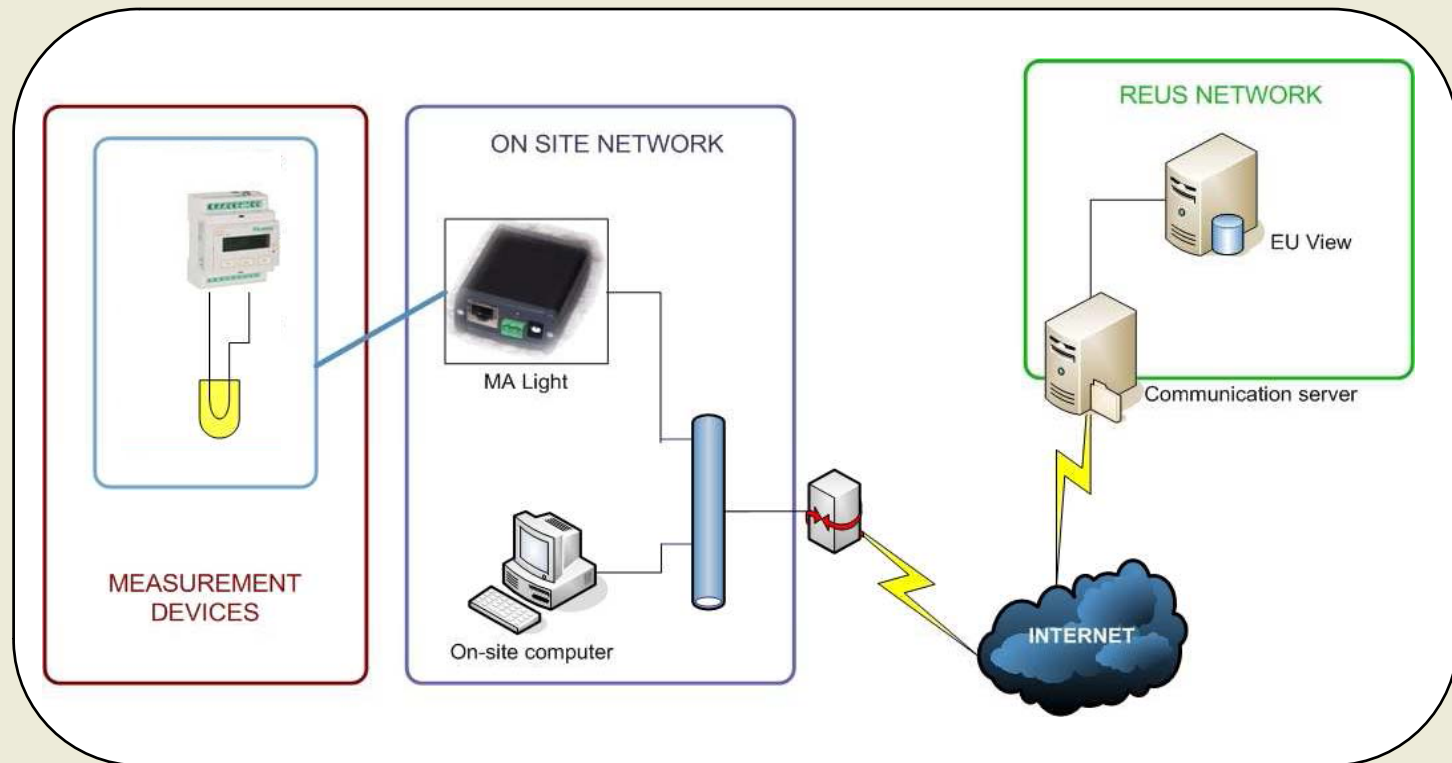 MEASUREMENT
DEVICES
ON SITE NETWORK
MA Light
On-site computer
INTERNET
REUS NETWORK
EU View
Communication server